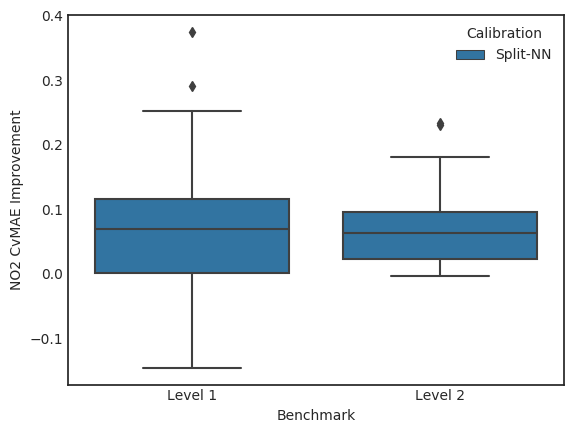 0.4
0.3
0.2
0.1
0.0
−0.1
NO2 CvMAE Improvement
Calibration
Split-NN
Level 1
Level 2
Benchmark